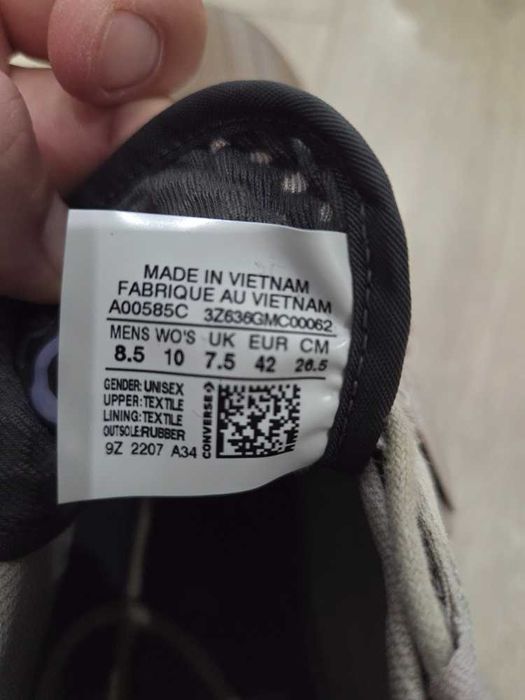 MADE IN VIETNAM
FABRIQUE AU VIETNAM
A00585C 3Z636GMC00062
MENS WO'S UK EUR CM
8.5 10 7.5 42 26.5
GENDER: UNISEX
UPPER: TEXTILE
LINING: TEXTILE
OUTSOLE: RUBBER
9Z 2207 A34
CONVERSE